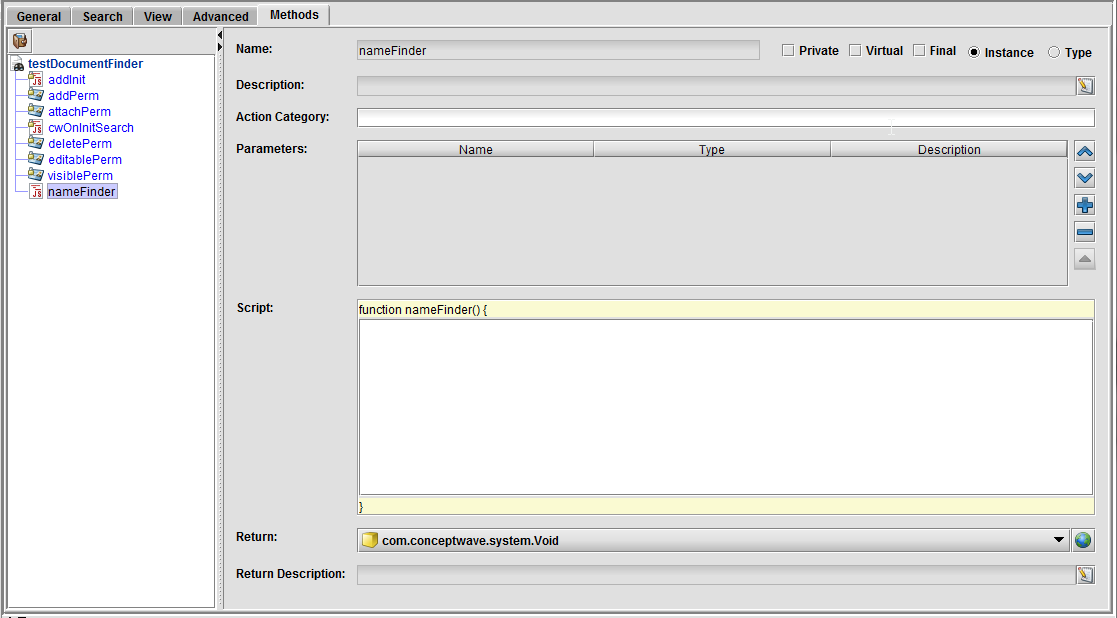 General Search View Advanced Methods
testDocumentFinder
addInit
addPerm
attachPerm
cwOnInitSearch
deletePerm
editablePerm
visiblePerm
nameFinder
Name: nameFinder Private Virtual Final Instance Type
Description:
Action Category:
Parameters: Name Type Description
Script: function nameFinder() {
}
Return: com.conceptwave.system.Void
Return Description: